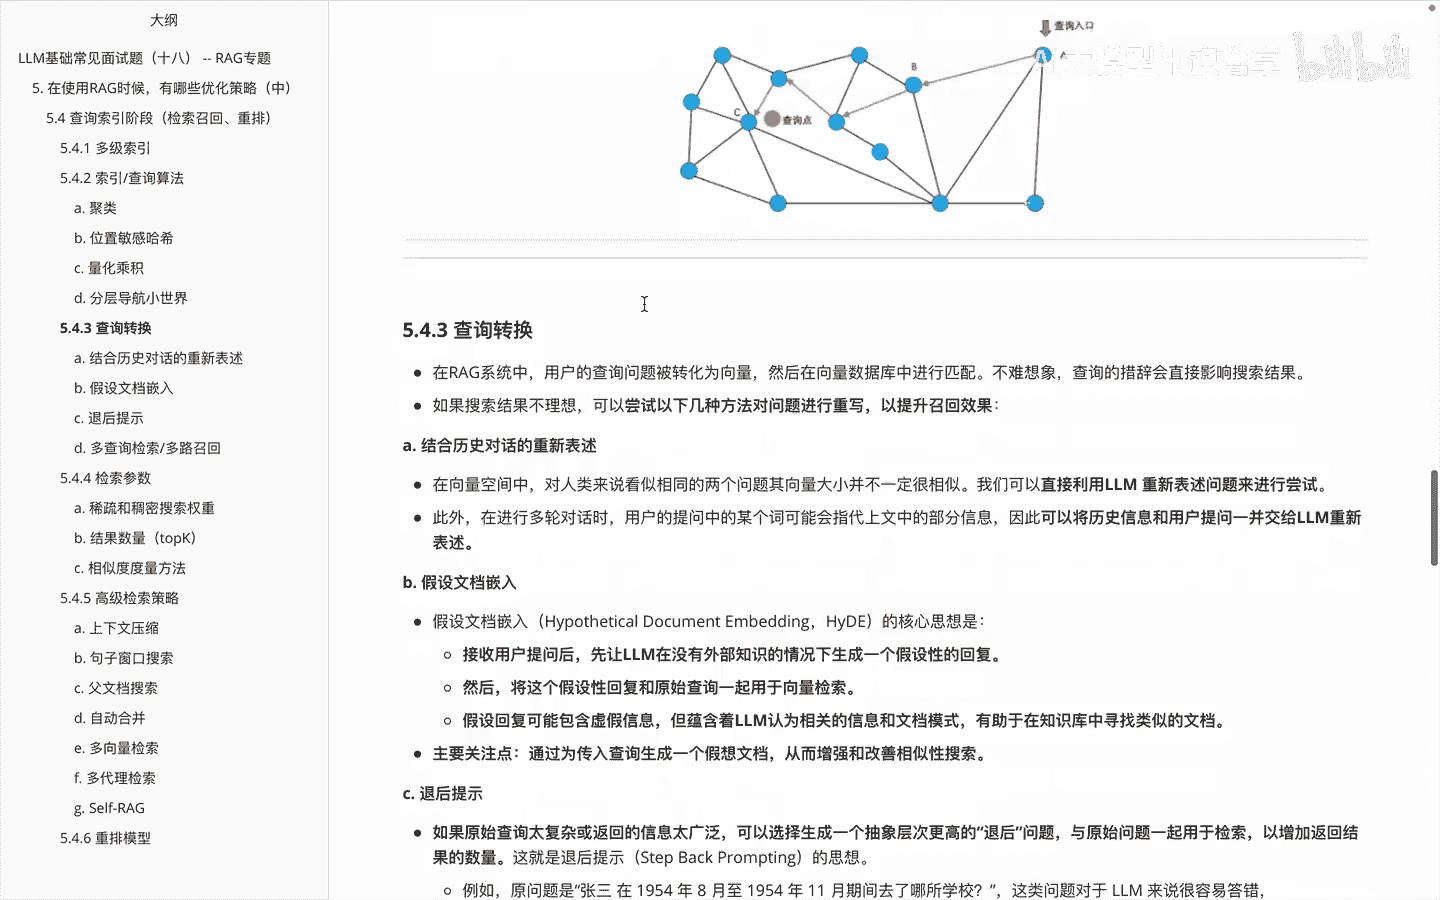 大纲
LLM基础常见面试题（十八） -- RAG专题
5. 在使用RAG时候，有哪些优化策略（中）
5.4 查询索引阶段（检索召回、重排）
5.4.1 多级索引
5.4.2 索引/查询算法
a. 聚类
b. 位置敏感哈希
c. 量化乘积
d. 分层导航小世界
5.4.3 查询转换
a. 结合历史对话的重新表述
b. 假设文档嵌入
c. 退后提示
d. 多查询检索/多路召回
5.4.4 检索参数
a. 稀疏和稠密搜索权重
b. 结果数量（topK）
c. 相似度度量方法
5.4.5 高级检索策略
a. 上下文压缩
b. 句子窗口搜索
c. 父文档搜索
d. 自动合并
e. 多向量检索
f. 多代理检索
g. Self-RAG
5.4.6 重排模型
查询入口
A
B
C
查询点
bilibili
5.4.3 查询转换
在RAG系统中，用户的查询问题被转化为向量，然后在向量数据库中进行匹配。不难想象，查询的措辞会直接影响搜索结果。
如果搜索结果不理想，可以尝试以下几种方法对问题进行重写，以提升召回效果：
a. 结合历史对话的重新表述
在向量空间中，对人类来说看似相同的两个问题其向量大小并不一定很相似。我们可以直接利用LLM 重新表述问题来进行尝试。
此外，在进行多轮对话时，用户的提问中的某个词可能会指代上文中的部分信息，因此可以将历史信息和用户提问一并交给LLM重新
表述。
b. 假设文档嵌入
假设文档嵌入（Hypothetical Document Embedding，HyDE）的核心思想是：
接收用户提问后，先让LLM在没有外部知识的情况下生成一个假设性的回复。
然后，将这个假设性回复和原始查询一起用于向量检索。
假设回复可能包含虚假信息，但蕴含着LLM认为相关的信息和文档模式，有助于在知识库中寻找类似的文档。
主要关注点：通过为传入查询生成一个假想文档，从而增强和改善相似性搜索。
c. 退后提示
如果原始查询太复杂或返回的信息太广泛，可以选择生成一个抽象层次更高的“退后”问题，与原始问题一起用于检索，以增加返回结
果的数量。这就是退后提示（Step Back Prompting）的思想。
例如，原问题是“张三 在 1954 年 8 月至 1954 年 11 月期间去了哪所学校？”，这类问题对于 LLM 来说很容易答错，